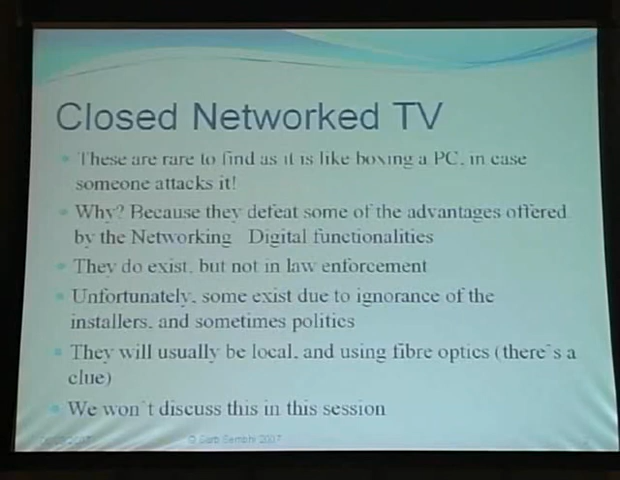 Closed Networked TV
These are rare to find as it is like boxing a PC, in case
someone attacks it!
Why? Because they defeat some of the advantages offered
by the Networking Digital functionalities
They do exist, but not in law enforcement
Unfortunately, some exist due to ignorance of the
installers, and sometimes politics
They will usually be local, and using fibre optics (there's a
clue)
We won't discuss this in this session
© Sarb Sembhi 2007